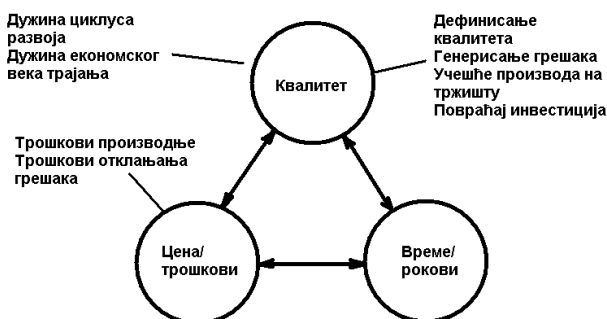 Дужина циклуса
развоја
Дужина економског
века трајања
Дефинисање
квалитета
Генерисање грешака
Учешће производа на
тржишту
Повраћај инвестиција
Квалитет
Трошкови производње
Трошкови отклањања
грешака
Цена/
трошкови
Време/
рокови